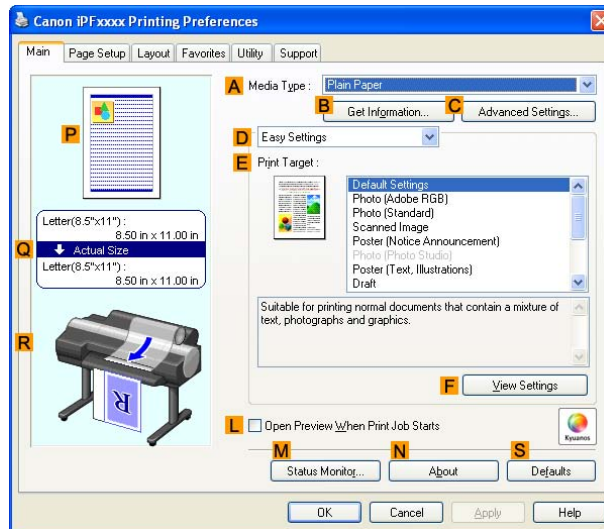 Canon iPFxxxx Printing Preferences
Main Page Setup Layout Favorites Utility Support
A Media Type : Plain Paper
B C
Get Information... Advanced Settings...
D Easy Settings
E Print Target :
P
Default Settings
Photo (Adobe RGB)
Photo (Standard)
Scanned Image
Poster (Notice Announcement)
Photo (Photo Studio)
Poster (Text, Illustrations)
Draft
Letter(8.5"x11") :
8.50 in x 11.00 in
Q Actual Size
Letter(8.5"x11") :
8.50 in x 11.00 in
Suitable for printing normal documents that contain a mixture of
text, photographs and graphics.
R
R
F View Settings
L Open Preview When Print Job Starts
Kyuanos
M N S
Status Monitor... About Defaults
OK Cancel Apply Help